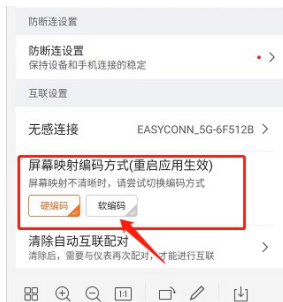 防断连设置
防断连设置
保持设备和手机连接的稳定
互联设置
无感连接 EASYCONN_5G-6F512B
屏幕映射编码方式(重启应用生效)
屏幕映射不清晰时，请尝试切换编码方式
硬编码 软编码
清除自动互联配对
清除后，需要与仪表再次配对，才能进行互联
1:1